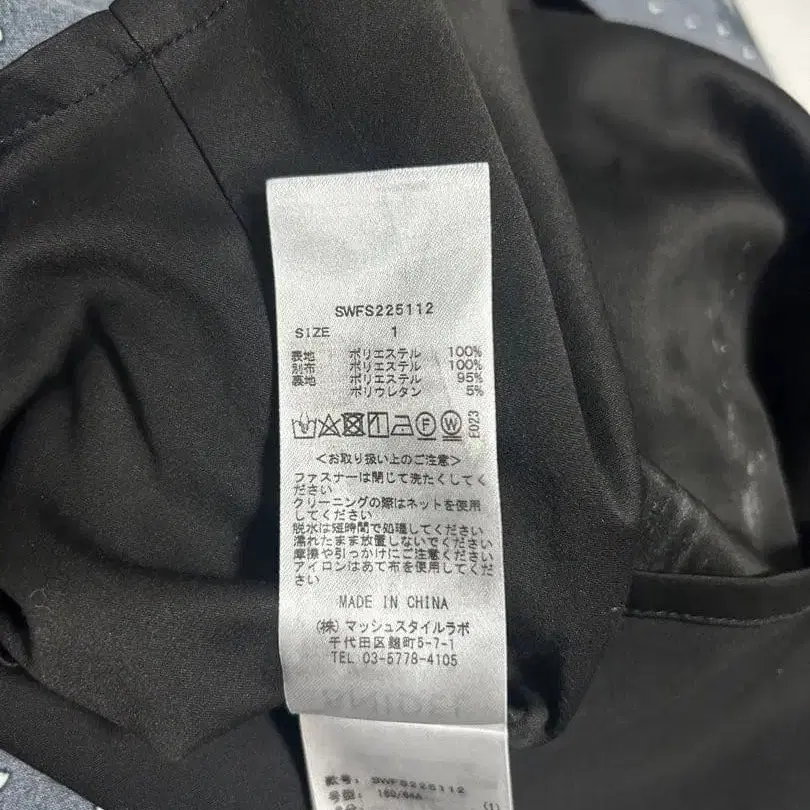 SWFS225112
SIZE 1
表地 ポリエステル 100%
別布 ポリエステル 100%
裏地 ポリエステル 95%
ポリウレタン 5%
F W E023
<お取り扱い上のご注意>
ファスナーは閉じて洗たくしてく
ださい
クリーニングの際はネットを使用
してください
脱水は短時間で処理してください
濡れたまま放置しないでください
摩擦や引っかけにご注意ください
アイロンはあて布を使用してくだ
さい
MADE IN CHINA
(株)マッシュスタイルラボ
千代田区麹町5-7-1
TEL 03-5778-4105
款号: SWFS225112
号型: 160/64A
(1)